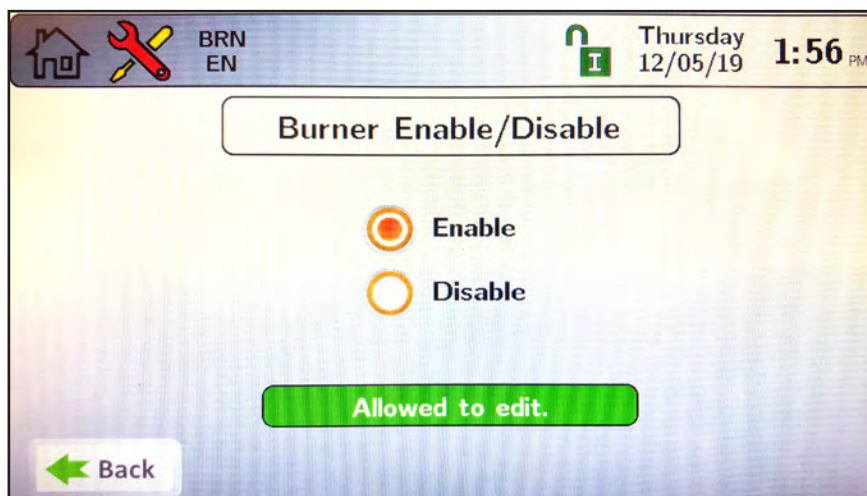 BRN
EN
I
Thursday
12/05/19
1:56 PM
Burner Enable/Disable
Enable
Disable
Allowed to edit.
Back